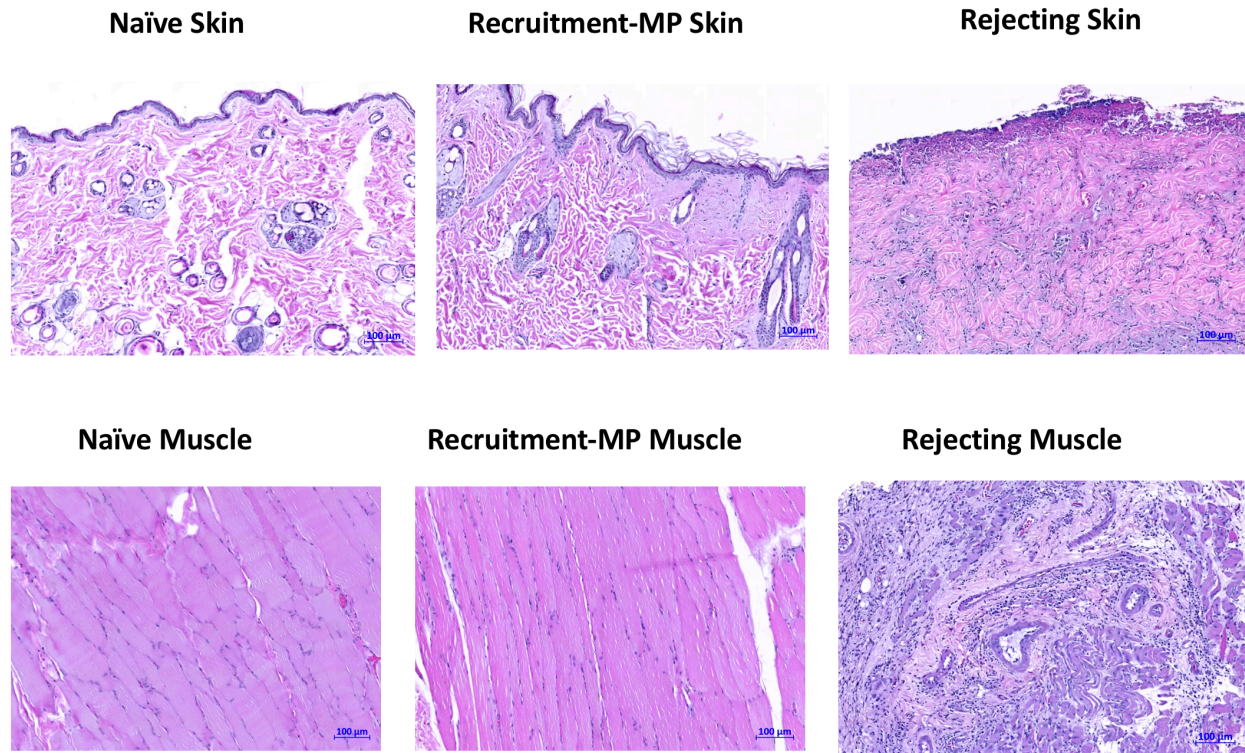 Naïve Skin
Recruitment-MP Skin
Rejecting Skin
100 µm
100 µm
100 µm
Naïve Muscle
Recruitment-MP Muscle
Rejecting Muscle
100 µm
100 µm
100 µm